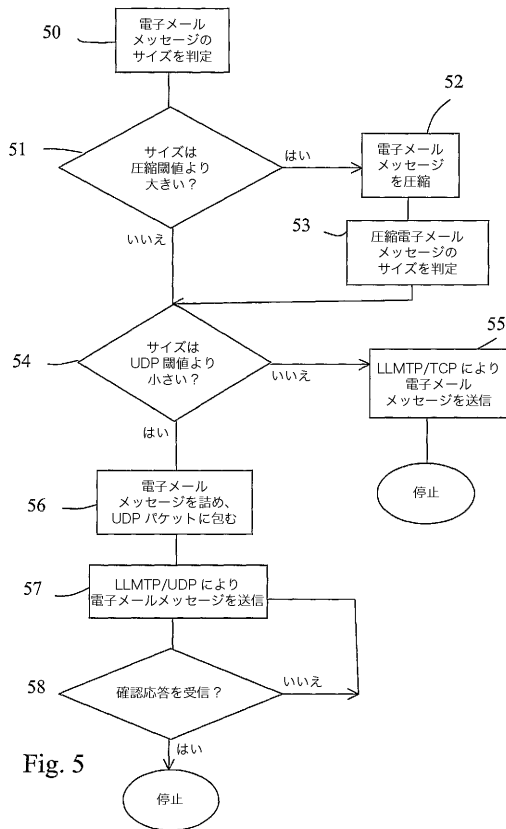 50
電子メール
メッセージの
サイズを判定
51
サイズは
圧縮閾値より
大きい？
はい
52
電子メール
メッセージ
を圧縮
いいえ
53
圧縮電子メール
メッセージの
サイズを判定
54
サイズは
UDP 閾値より
小さい？
いいえ
55
LLMTP/TCP により
電子メール
メッセージを送信
はい
停止
56
電子メール
メッセージを詰め、
UDP パケットに包む
57
LLMTP/UDP により
電子メールメッセージを送信
58
確認応答を受信？
いいえ
はい
Fig. 5
停止